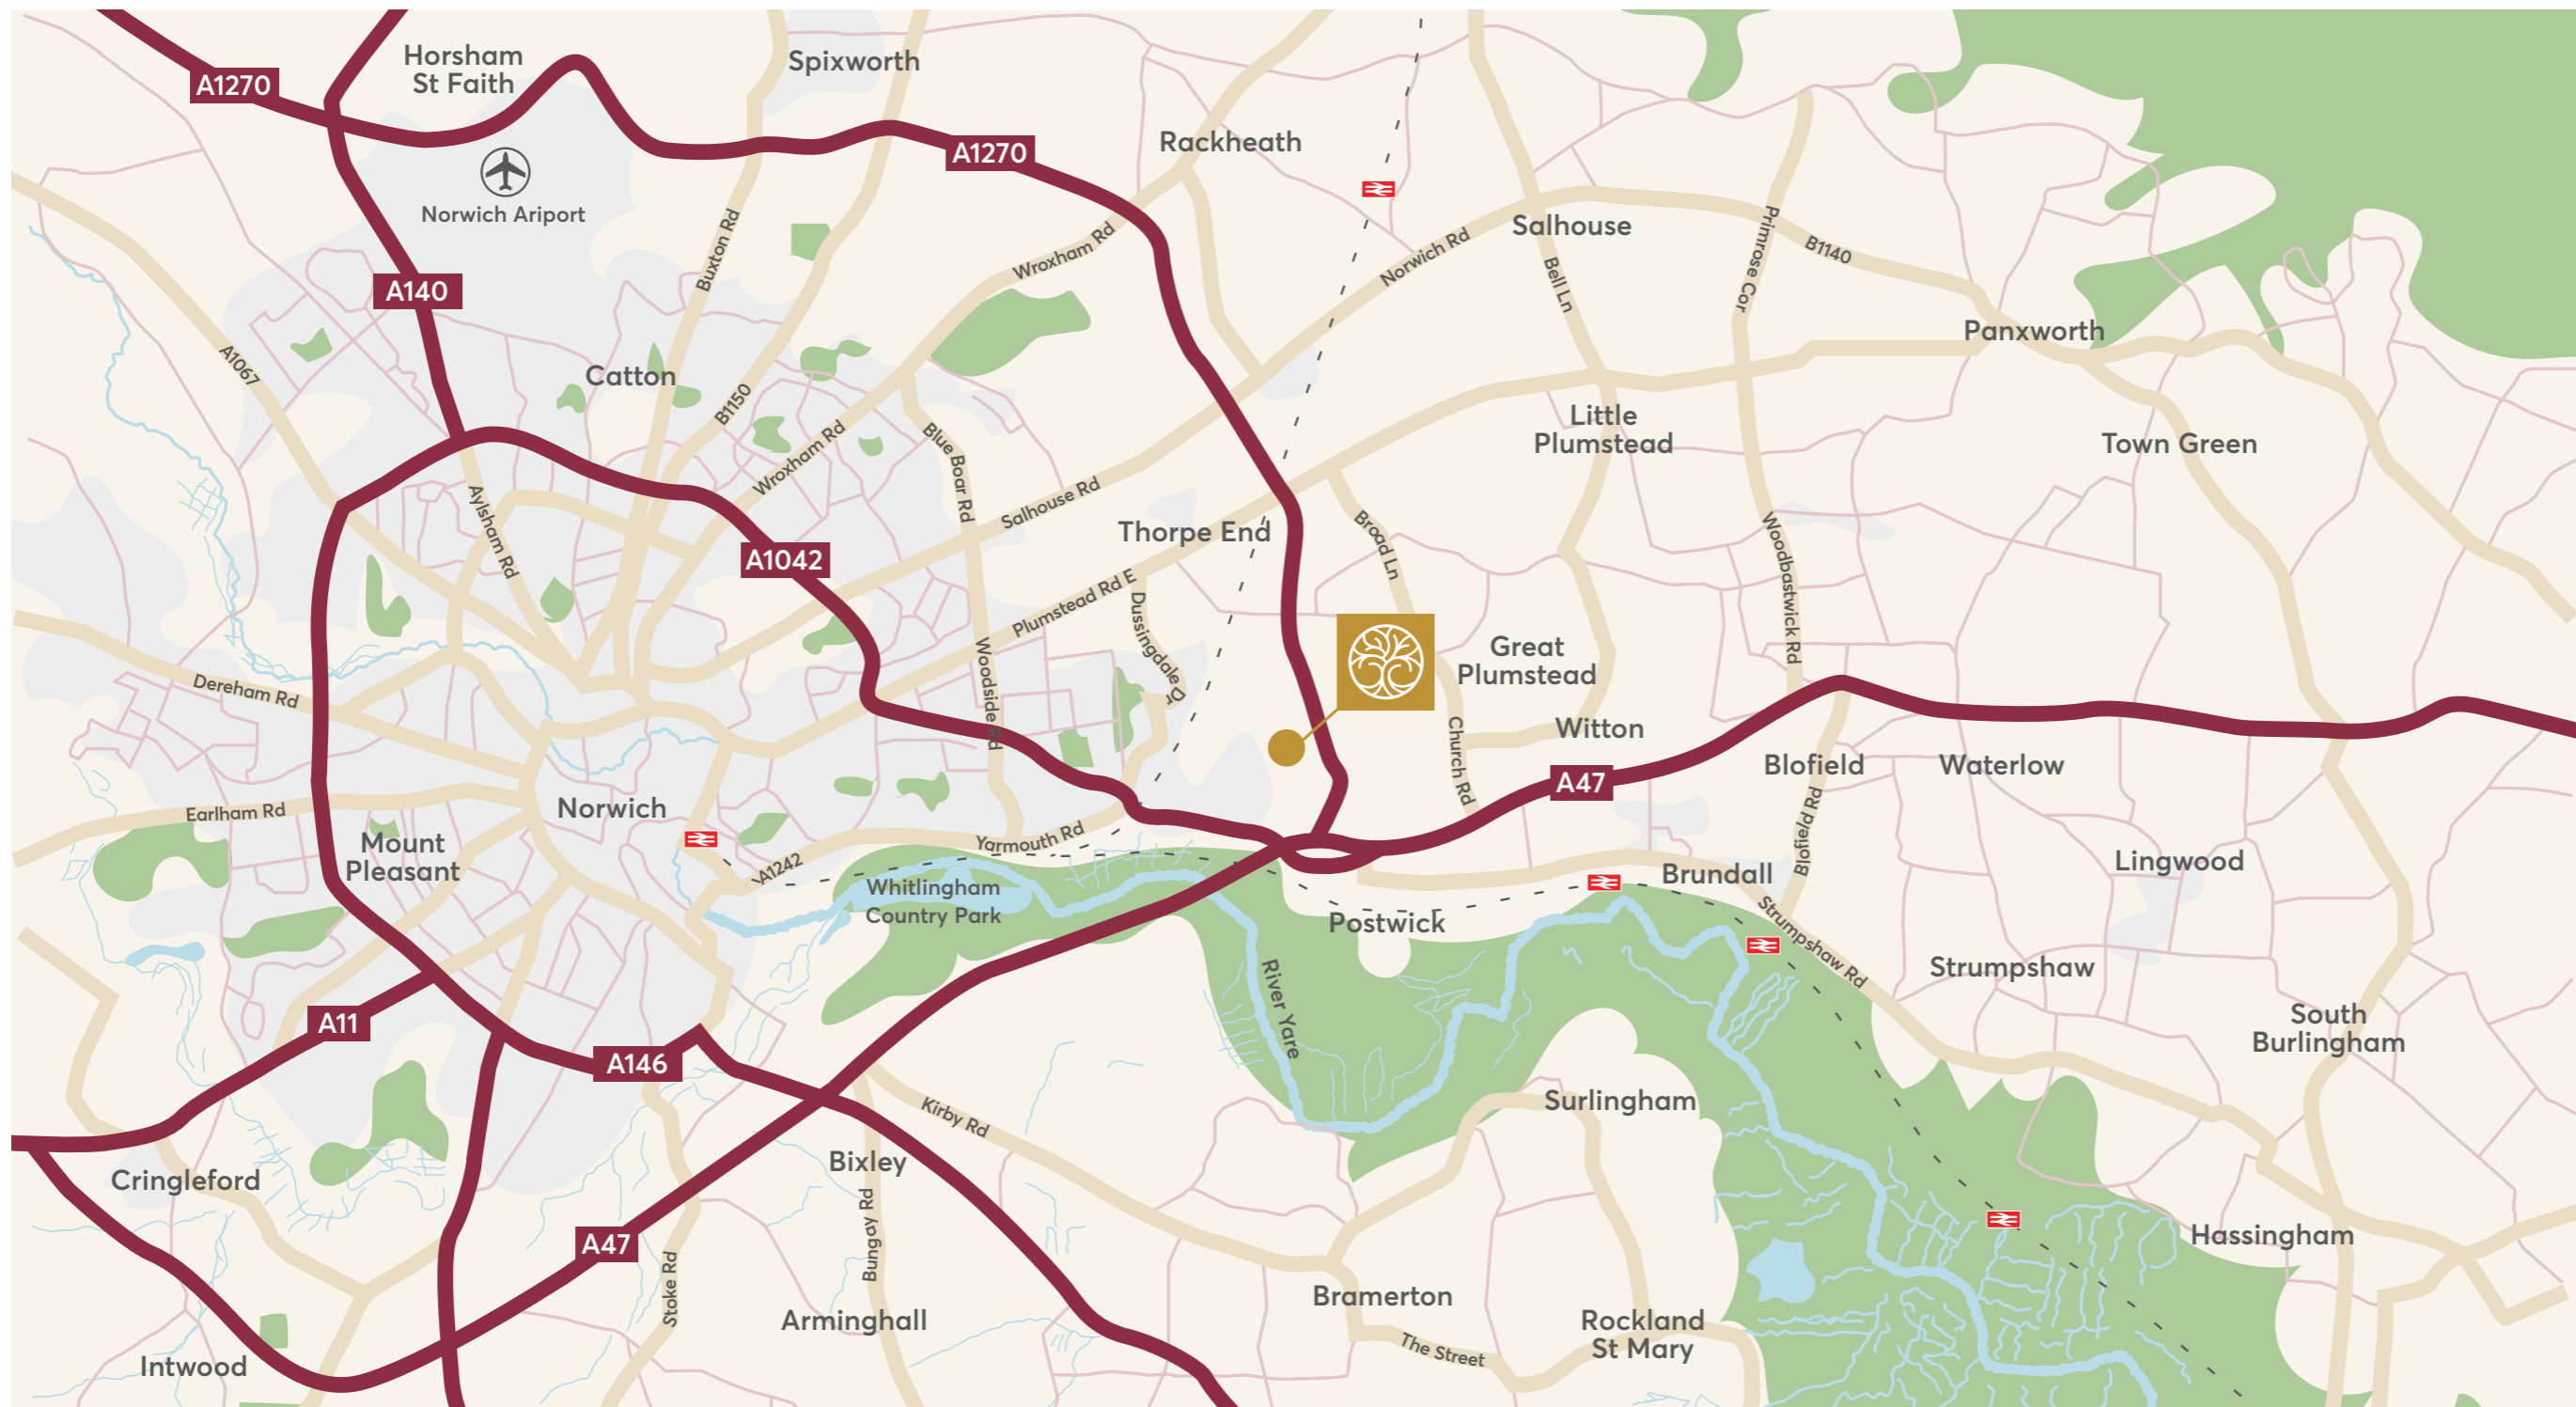 Horsham
St Faith
Spixworth
A1270
A1270
Rackheath
Norwich Ariport
Buxton Rd
Wroxham Rd
Norwich Rd
Salhouse
Primrose Cor
B1140
Bell Ln
A140
Panxworth
A1067
Catton
B1150
Wroxham Rd
Blue Boar Rd
Little
Plumstead
Town Green
Aylsham Rd
Salhouse Rd
Thorpe End
Broad Ln
Woodbastwick Rd
A1042
Plumstead Rd E
Dussingdale Dr
Woodside Rd
Great
Plumstead
Dereham Rd
Church Rd
Witton
A47
Blofield
Waterlow
Earlham Rd
Norwich
Mount
Pleasant
Yarmouth Rd
A1242
Blofield Rd
Lingwood
Whitlingham
Country Park
Brundall
Postwick
Strumpshaw Rd
Strumpshaw
River Yare
A11
South
Burlingham
A146
Kirby Rd
Surlingham
Bixley
Cringleford
Bungay Rd
A47
Stoke Rd
Hassingham
Bramerton
Arminghall
Rockland
St Mary
The Street
Intwood